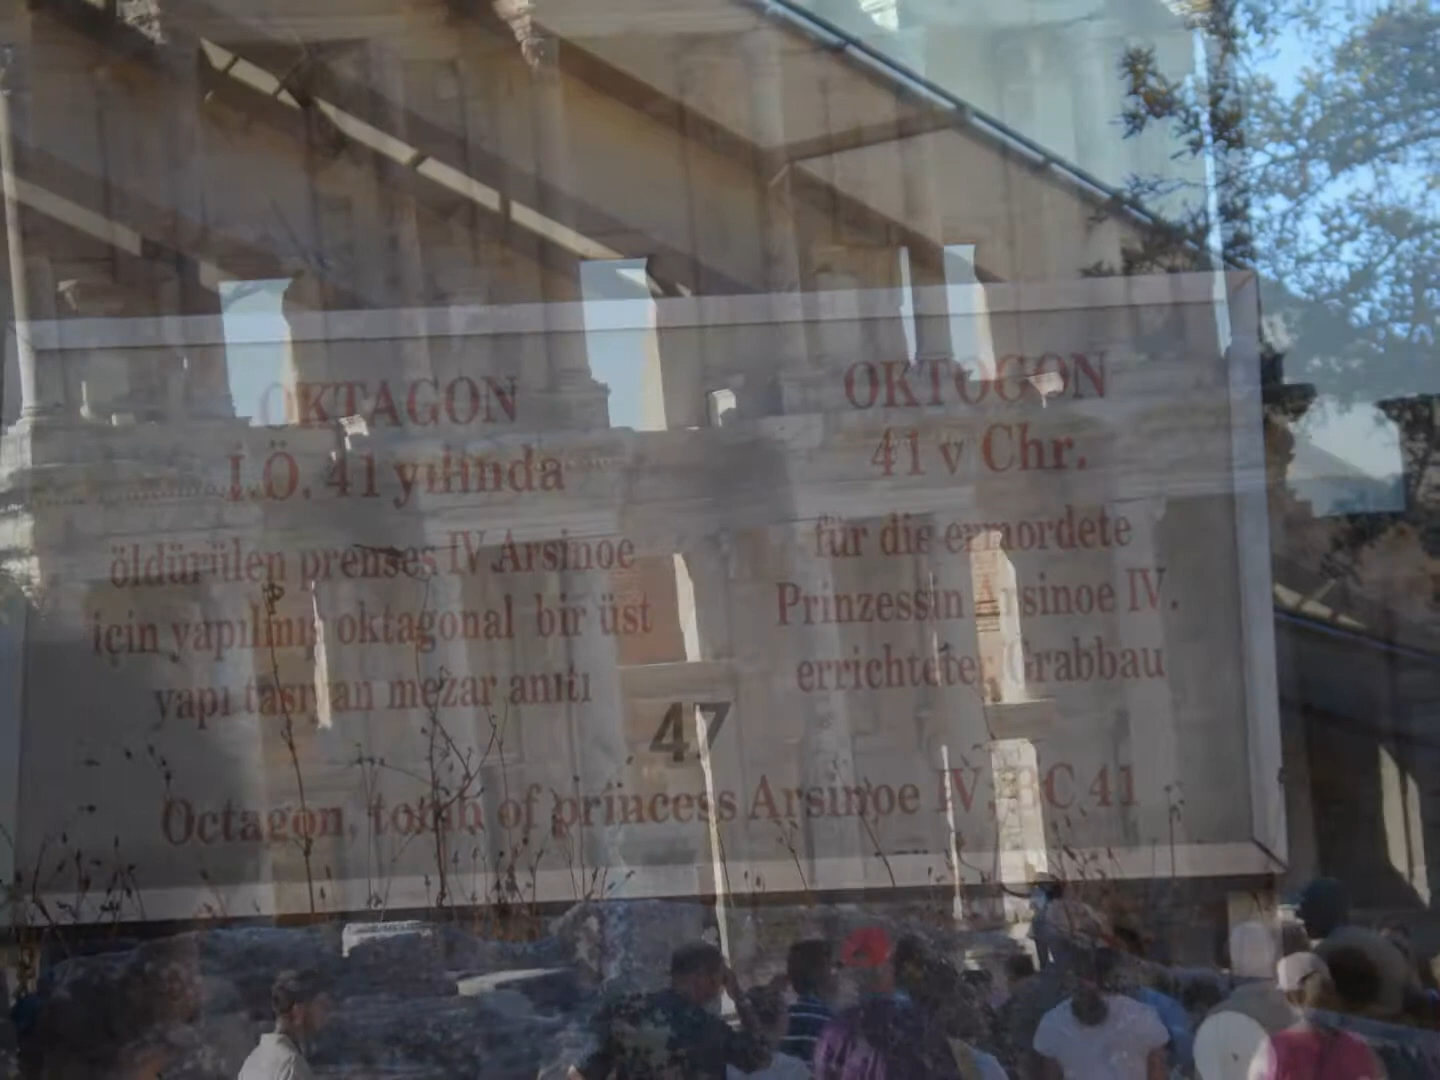 OKTAGON
İ.Ö. 41 yılında
öldürülen prenses IV Arsinoe
için yapılmış oktagonal bir üst
yapı taşıyan mezar anıtı
OKTOGON
41 v Chr.
für die ermordete
Prinzessin Arsinoe IV.
errichteter Grabbau
47
Octagon, tomb of princess Arsinoe IV, BC 41